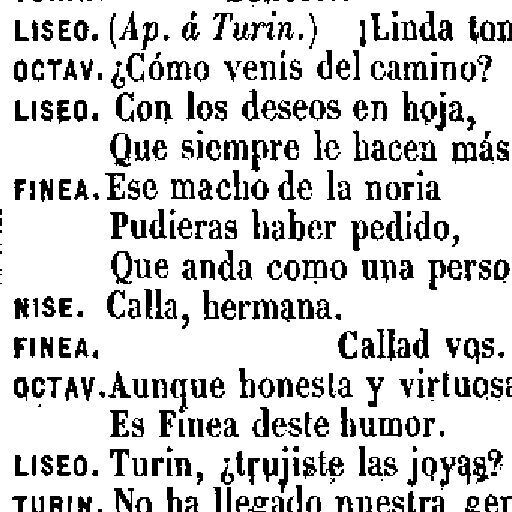 LISEO. (Ap. á Turin.) ¡Linda ton
OCTAV. ¿Cómo venís del camino?
LISEO. Con los deseos en hoja,
Que siempre le hacen más
FINEA. Ese macho de la noria
Pudieras haber pedido,
Que anda como una perso
NISE. Calla, hermana.
FINEA. Callad vos.
OCTAV. Aunque honesta y virtuosa
Es Finea deste humor.
LISEO. Turin, ¿trujiste las joyas?
TURIN. No ha llegado nuestra gen